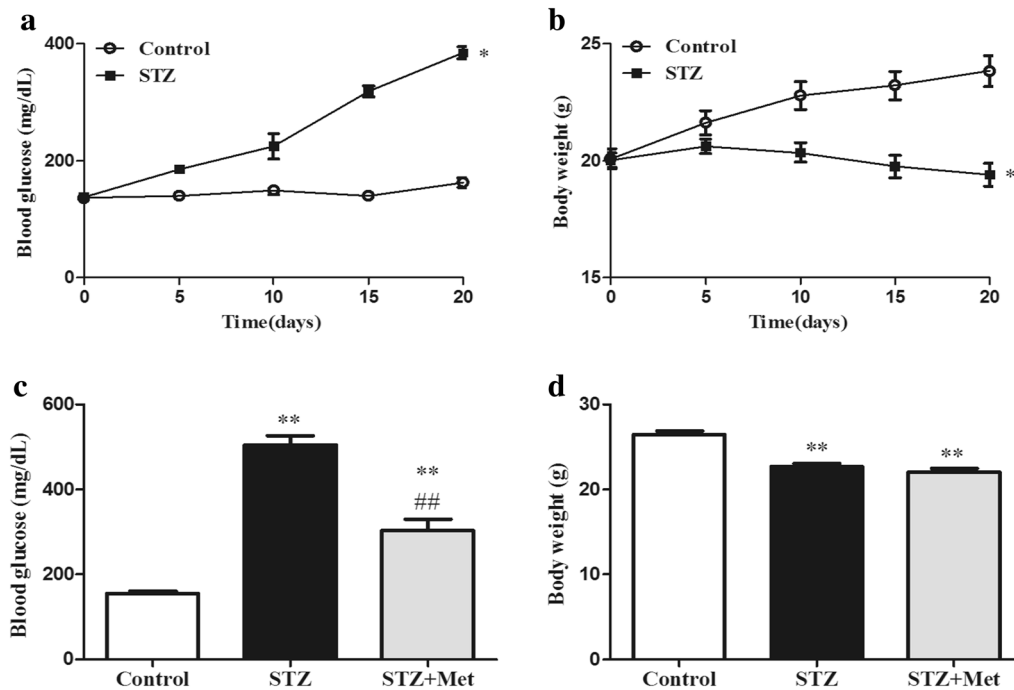 a
Blood glucose (mg/dL)
400
200
0
Control
STZ
*
0 5 10 15 20
Time(days)
b
Body weight (g)
25
20
15
Control
STZ
*
0 5 10 15 20
Time(days)
c
Blood glucose (mg/dL)
600
400
200
0
**
**
##
Control STZ STZ+Met
d
Body weight (g)
30
20
10
0
**
**
Control STZ STZ+Met